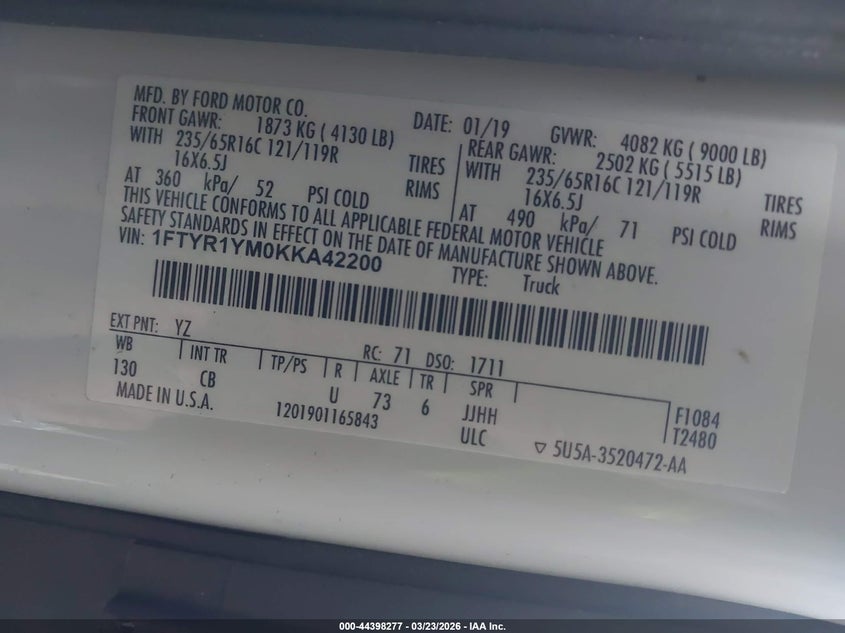 MFD. BY FORD MOTOR CO. DATE: 01/19 GVWR: 4082 KG ( 9000 LB)
FRONT GAWR: 1873 KG ( 4130 LB) REAR GAWR: 2502 KG ( 5515 LB)
WITH 235/65R16C 121/119R TIRES WITH 235/65R16C 121/119R TIRES
16X6.5J RIMS 16X6.5J RIMS
AT 360 kPa/ 52 PSI COLD AT 490 kPa/ 71 PSI COLD
THIS VEHICLE CONFORMS TO ALL APPLICABLE FEDERAL MOTOR VEHICLE
SAFETY STANDARDS IN EFFECT ON THE DATE OF MANUFACTURE SHOWN ABOVE.
VIN: 1FTYR1YM0KKA42200 TYPE: Truck
EXT PNT: YZ RC: 71 DSO: 1711
WB INT TR TP/PS R AXLE TR SPR
130 CB U 73 6 JJHH F1084
MADE IN U.S.A. 1201901165843 ULC T2480
▽ 5U5A-3520472-AA
000-44398277 - 03/23/2026 - IAA Inc.